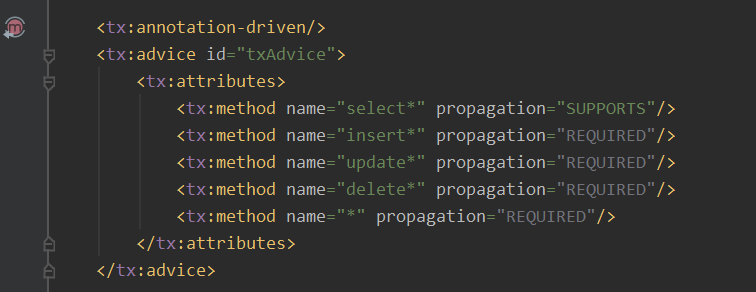 <tx:annotation-driven/>
<tx:advice id="txAdvice">
<tx:attributes>
<tx:method name="select*" propagation="SUPPORTS"/>
<tx:method name="insert*" propagation="REQUIRED"/>
<tx:method name="update*" propagation="REQUIRED"/>
<tx:method name="delete*" propagation="REQUIRED"/>
<tx:method name="*" propagation="REQUIRED"/>
</tx:attributes>
</tx:advice>